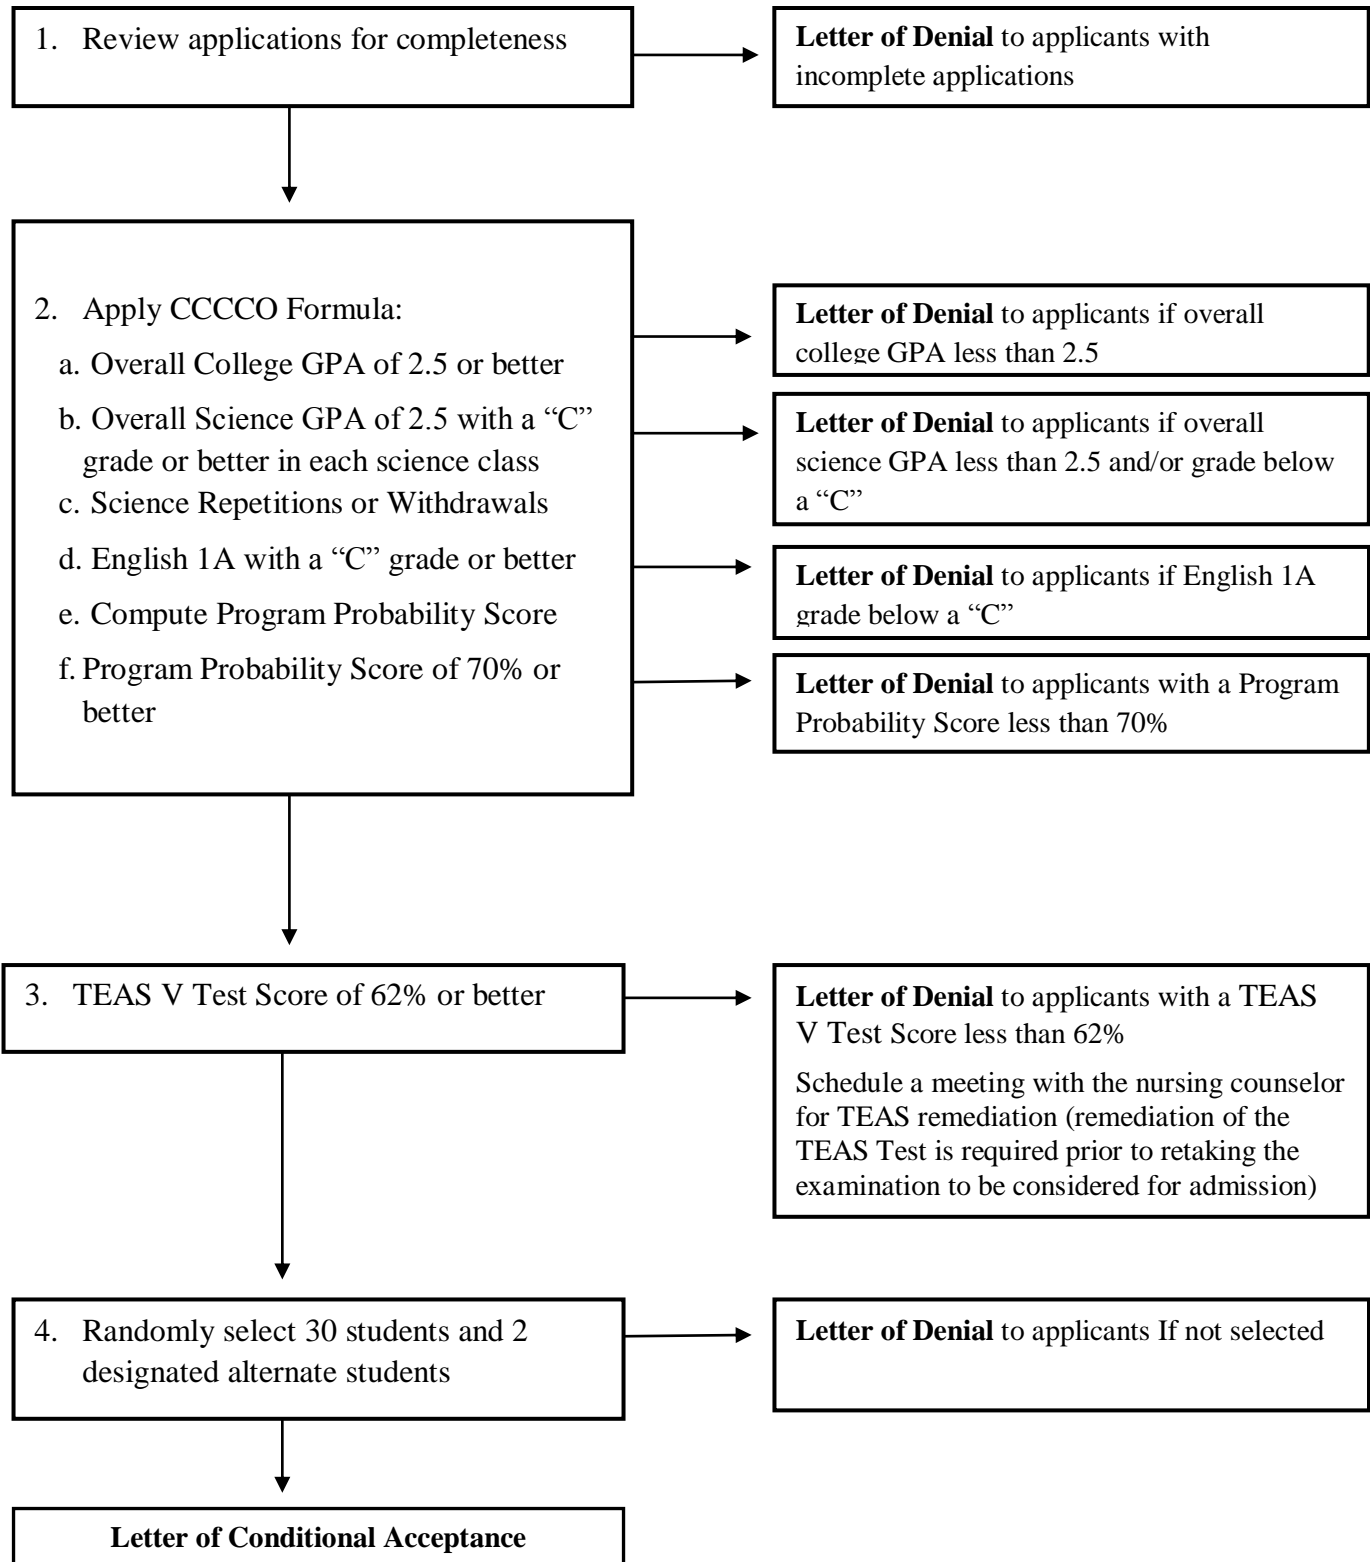 1. Review applications for completeness
Letter of Denial to applicants with
incomplete applications
2. Apply CCCCO Formula:
a. Overall College GPA of 2.5 or better
b. Overall Science GPA of 2.5 with a “C”
grade or better in each science class
c. Science Repetitions or Withdrawals
d. English 1A with a “C” grade or better
e. Compute Program Probability Score
f. Program Probability Score of 70% or
better
Letter of Denial to applicants if overall
college GPA less than 2.5
Letter of Denial to applicants if overall
science GPA less than 2.5 and/or grade below
a “C”
Letter of Denial to applicants if English 1A
grade below a “C”
Letter of Denial to applicants with a Program
Probability Score less than 70%
3. TEAS V Test Score of 62% or better
Letter of Denial to applicants with a TEAS
V Test Score less than 62%
Schedule a meeting with the nursing counselor
for TEAS remediation (remediation of the
TEAS Test is required prior to retaking the
examination to be considered for admission)
4. Randomly select 30 students and 2
designated alternate students
Letter of Denial to applicants If not selected
Letter of Conditional Acceptance